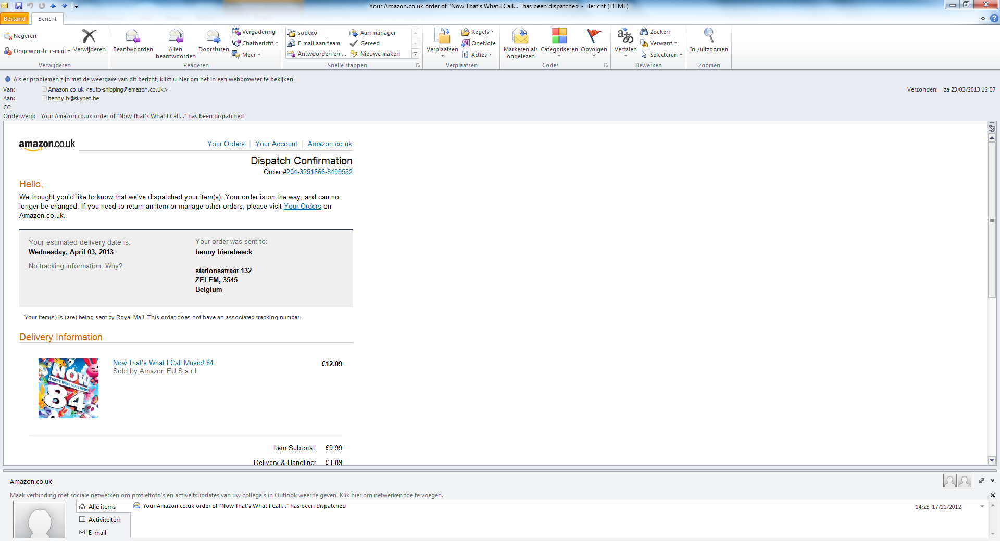 Your Amazon.co.uk order of "Now That's What I Call..." has been dispatched - Bericht (HTML)
Bestand
Bericht
Negeren
Ongewenste e-mail
Verwijderen
Verwijderen
Beantwoorden
Allen beantwoorden
Doorsturen
Vergadering
Chatbericht
Meer
Reageren
sodexo
E-mail aan team
Antwoorden en ...
Aan manager
Gereed
Nieuwe maken
Snelle stappen
Verplaatsen
Regels
OneNote
Acties
Verplaatsen
Markeren als ongelezen
Categoriseren
Opvolgen
Codes
Vertalen
Zoeken
Verwant
Selecteren
Bewerken
In-/uitzoomen
Zoomen
Als er problemen zijn met de weergave van dit bericht, klikt u hier om het in een webbrowser te bekijken.
Van: Amazon.co.uk <auto-shipping@amazon.co.uk>
Verzonden: za 23/03/2013 12:07
Aan: benny.b@skynet.be
CC:
Onderwerp: Your Amazon.co.uk order of "Now That's What I Call..." has been dispatched
amazon.co.uk
Your Orders | Your Account | Amazon.co.uk
Dispatch Confirmation
Order #204-3251666-8499532
Hello,
We thought you'd like to know that we've dispatched your item(s). Your order is on the way, and can no
longer be changed. If you need to return an item or manage other orders, please visit Your Orders on
Amazon.co.uk.
Your estimated delivery date is:
Wednesday, April 03, 2013
No tracking information. Why?
Your order was sent to:
benny bierebeeck
stationsstraat 132
ZELEM, 3545
Belgium
Your item(s) is (are) being sent by Royal Mail. This order does not have an associated tracking number.
Delivery Information
NOW
THAT'S WHAT I CALL MUSIC!
84
Now That's What I Call Music! 84
£12.09
Sold by Amazon EU S.a.r.L.
Item Subtotal: £9.99
Delivery & Handling: £1.89
Amazon.co.uk
Maak verbinding met sociale netwerken om profielfoto's en activeitsupdates van uw collega's in Outlook weer te geven. Klik hier om netwerken toe te voegen.
Alle items
Your Amazon.co.uk order of "Now That's What I Call..." has been dispatched
14:23 17/11/2012
Activiteiten
E-mail